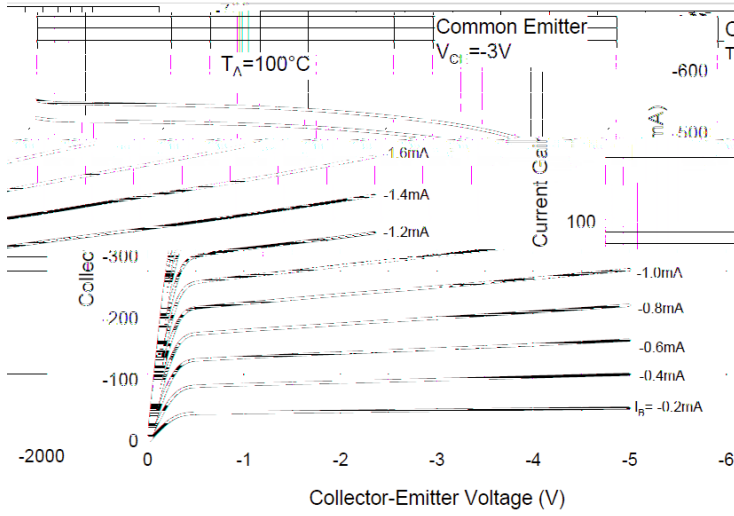 Common Emitter
V_CE=-3V
T_A=100°C
C
T
-600
mA)
-500
-1.6mA
Current Gain
-1.4mA
100
-1.2mA
Collec
-300
-1.0mA
-0.8mA
-200
-0.6mA
-100
-0.4mA
I_B= -0.2mA
0
-2000
0
-1
-2
-3
-4
-5
-6
Collector-Emitter Voltage (V)